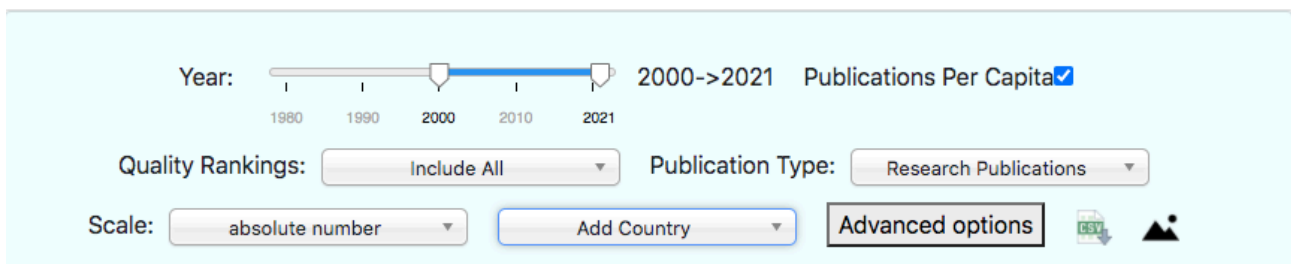 Year: 2000->2021 Publications Per Capita
1980 1990 2000 2010 2021
Quality Rankings: Include All Publication Type: Research Publications
Scale: absolute number Add Country Advanced options CSV